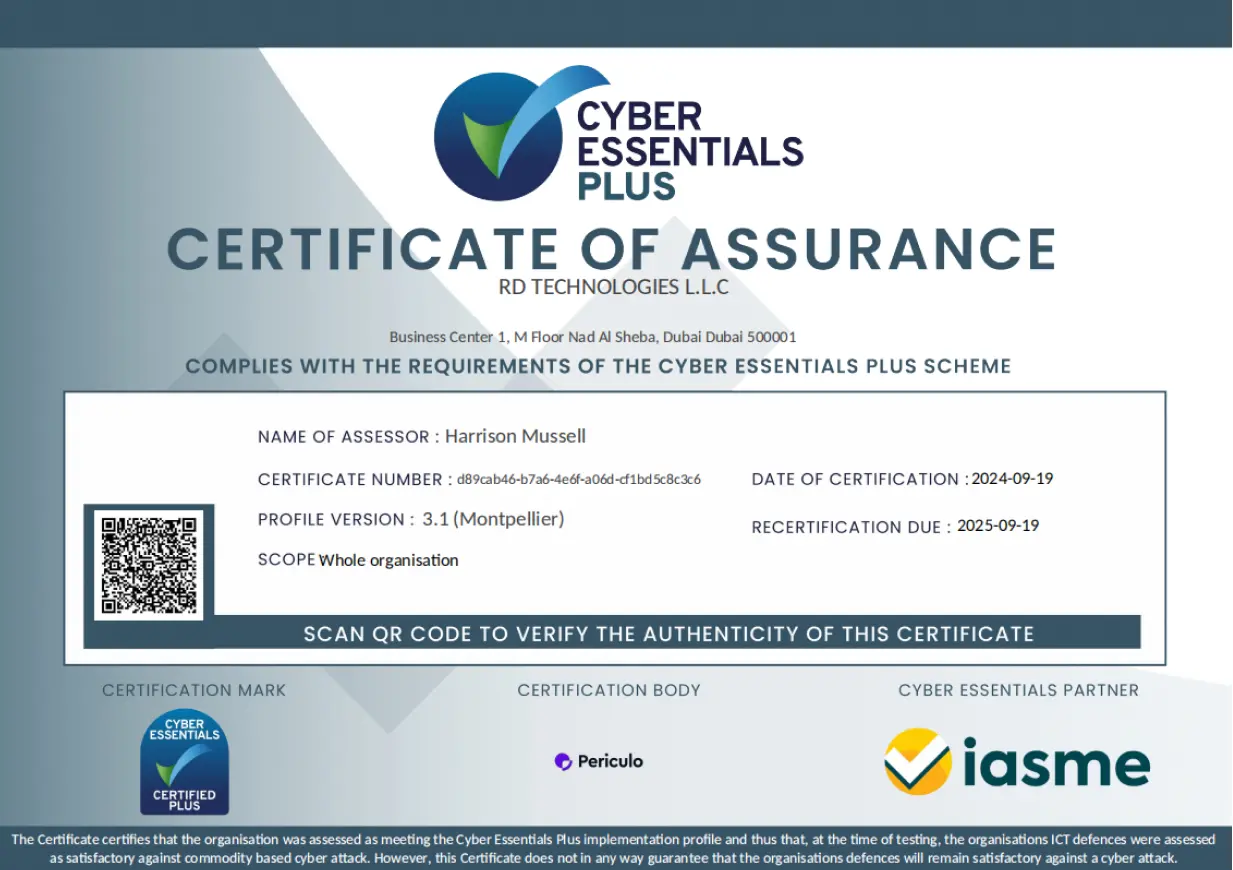 CYBER
ESSENTIALS
PLUS
CERTIFICATE OF ASSURANCE
RD TECHNOLOGIES L.L.C
Business Center 1, M Floor Nad Al Sheba, Dubai Dubai 500001
COMPLIES WITH THE REQUIREMENTS OF THE CYBER ESSENTIALS PLUS SCHEME
NAME OF ASSESSOR : Harrison Mussell
CERTIFICATE NUMBER : d89cab46-b7a6-4e6f-a06d-cf1bd5c8c3c6
DATE OF CERTIFICATION : 2024-09-19
PROFILE VERSION : 3.1 (Montpellier)
RECERTIFICATION DUE : 2025-09-19
SCOPE : Whole organisation
SCAN QR CODE TO VERIFY THE AUTHENTICITY OF THIS CERTIFICATE
CERTIFICATION MARK
CERTIFICATION BODY
CYBER ESSENTIALS PARTNER
CYBER
ESSENTIALS
CERTIFIED
PLUS
Periculo
iasme
The Certificate certifies that the organisation was assessed as meeting the Cyber Essentials Plus implementation profile and thus that, at the time of testing, the organisations ICT defences were assessed
as satisfactory against commodity based cyber attack. However, this Certificate does not in any way guarantee that the organisations defences will remain satisfactory against a cyber attack.